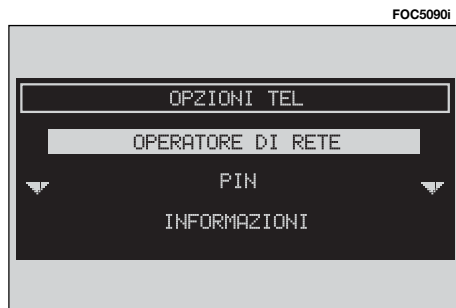 FOC5090i
OPZIONI TEL
OPERATORE DI RETE
PIN
INFORMAZIONI